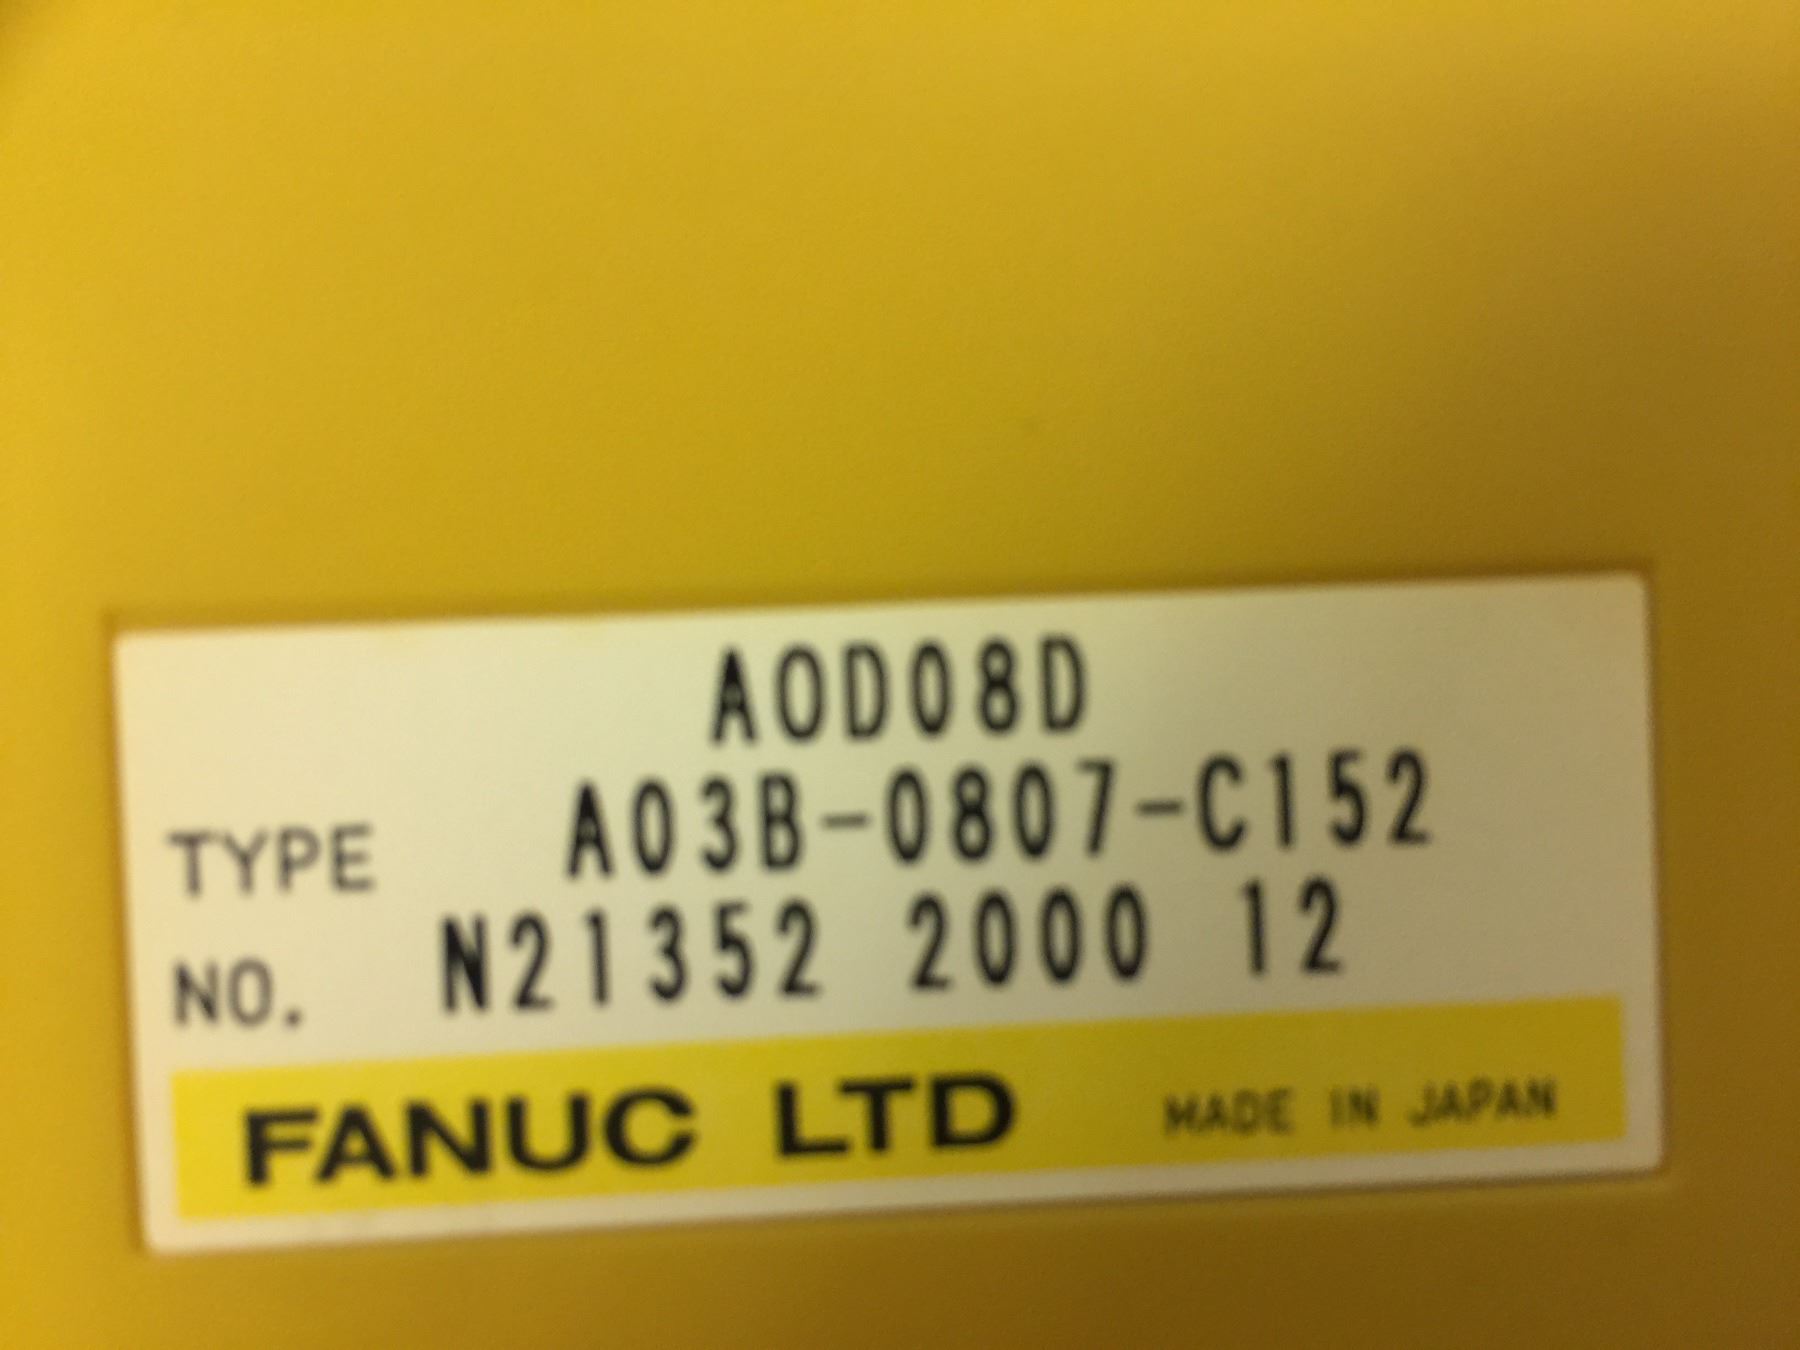 AOD08D
TYPE A03B-0807-C152
NO. N21352 2000 12
FANUC LTD MADE IN JAPAN